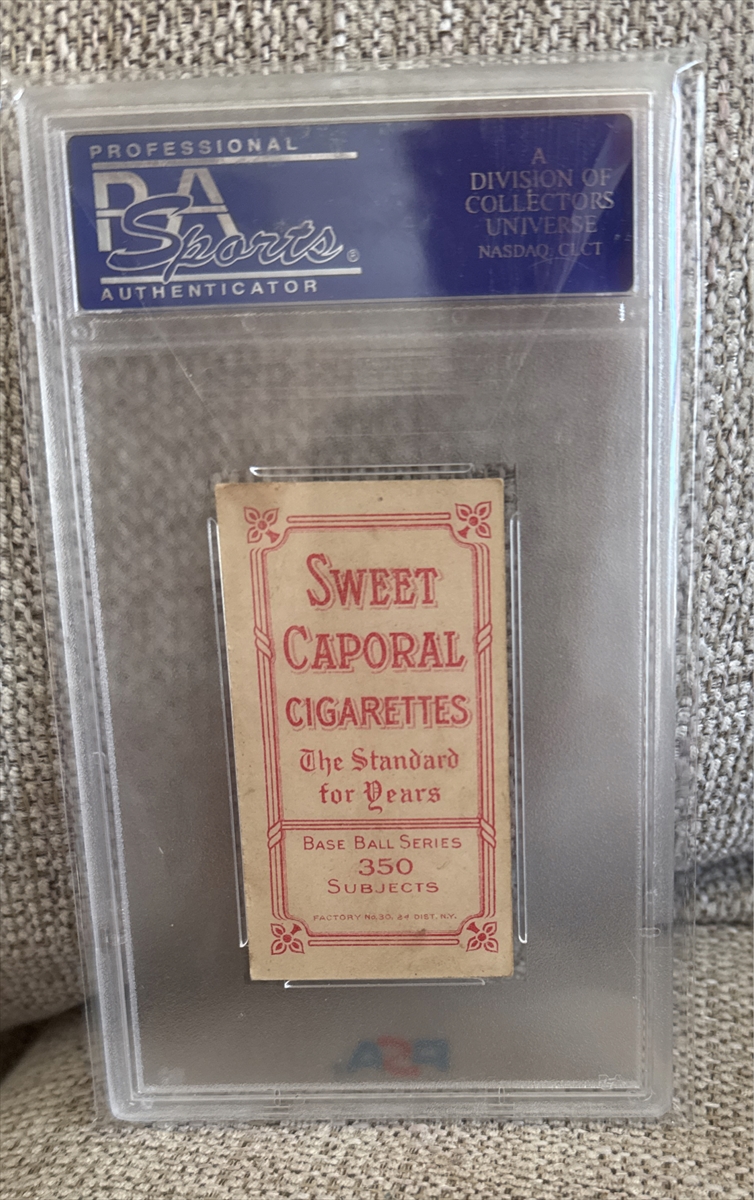 PROFESSIONAL
PSA
Sports®
AUTHENTICATOR
A
DIVISION OF
COLLECTORS
UNIVERSE
NASDAQ: CLCT
SWEET
CAPORAL
CIGARETTES
The Standard
for Years
BASE BALL SERIES
350
SUBJECTS
FACTORY No. 30, 2d DIST. N.Y.
PSA